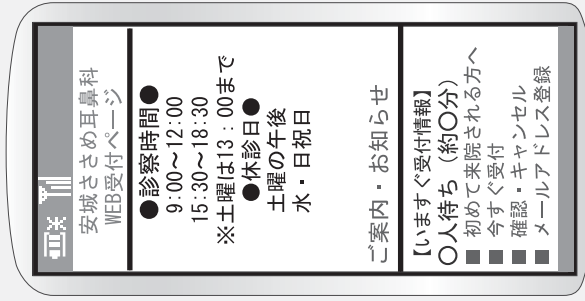 圏外
安城ささめ耳鼻科
WEB受付ページ
●診察時間●
9:00〜12:00
15:30〜18:30
※土曜は13：00まで
●休診日●
土曜の午後
水・日祝日
ご案内・お知らせ
【いますぐ受付情報】
〇人待ち（約〇分）
■初めて来院される方へ
■今すぐ受付
■確認・キャンセル
■メールアドレス登録